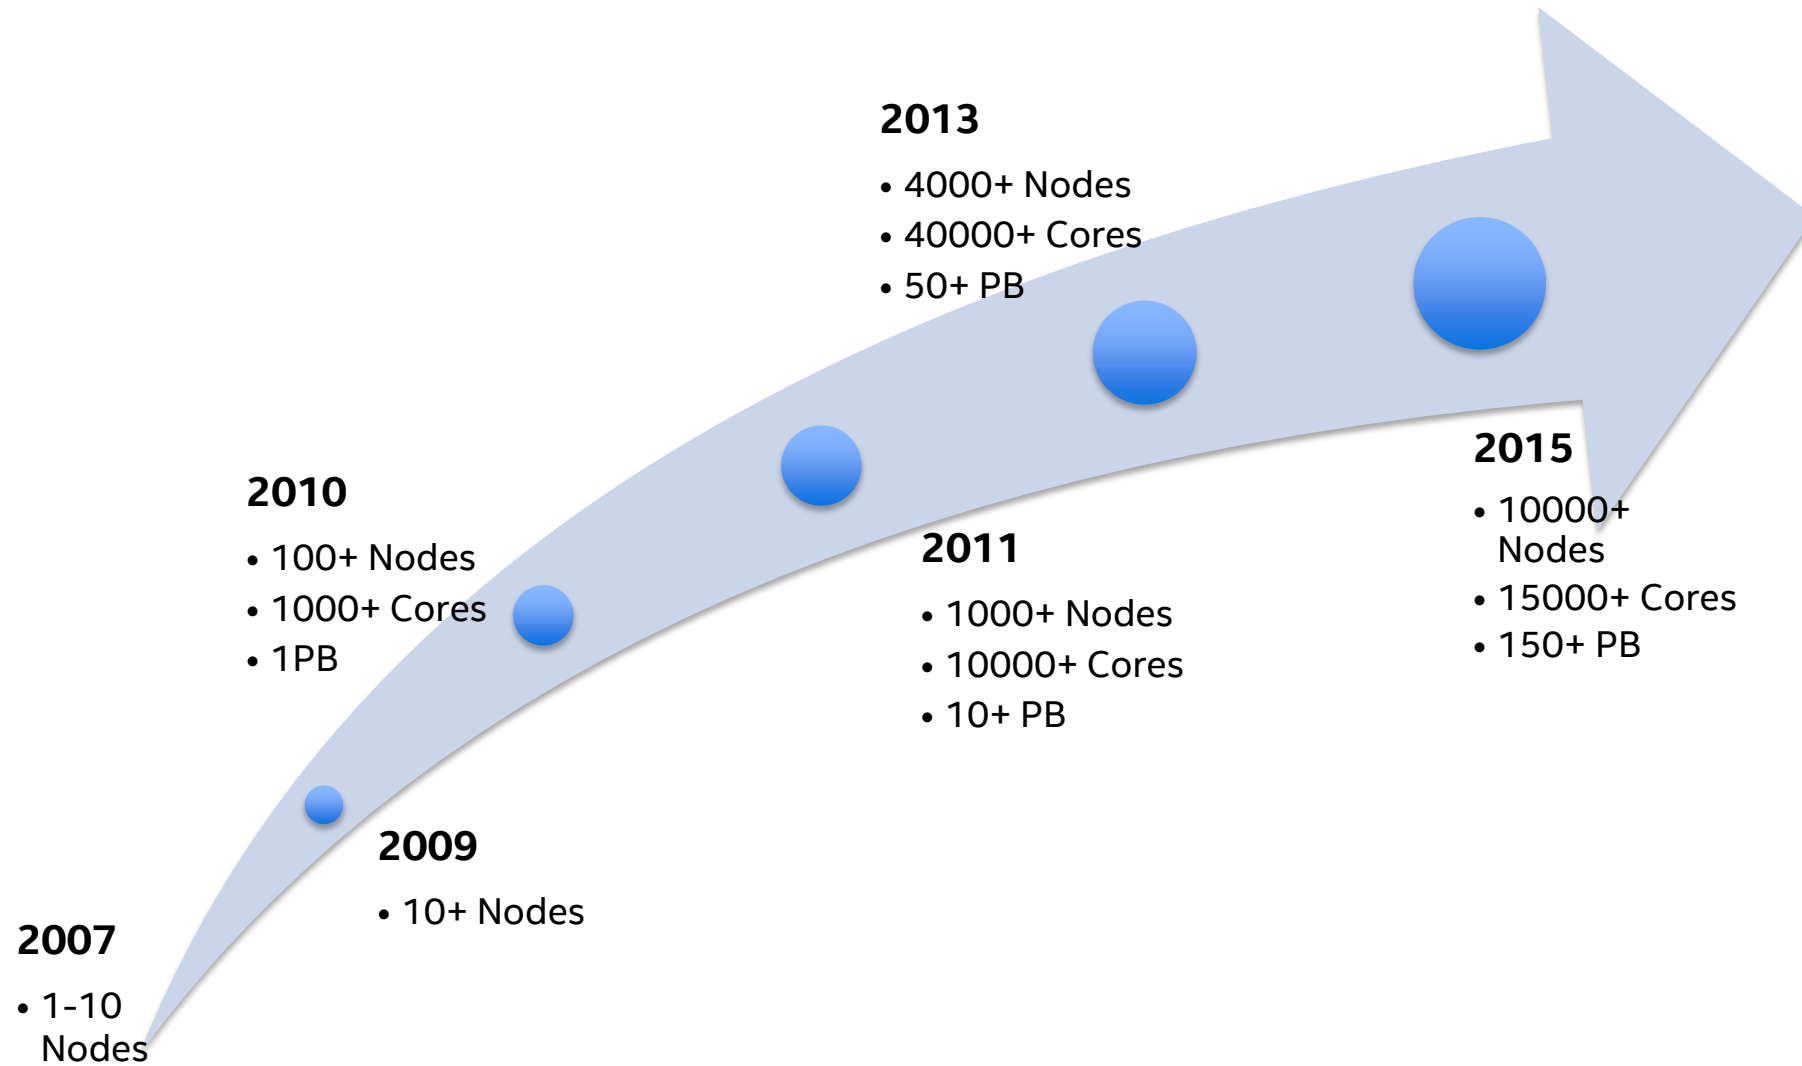 2013
• 4000+ Nodes
• 40000+ Cores
• 50+ PB
2010
• 100+ Nodes
• 1000+ Cores
• 1PB
2015
• 10000+
Nodes
• 15000+ Cores
• 150+ PB
2011
• 1000+ Nodes
• 10000+ Cores
• 10+ PB
2009
• 10+ Nodes
2007
• 1-10
Nodes